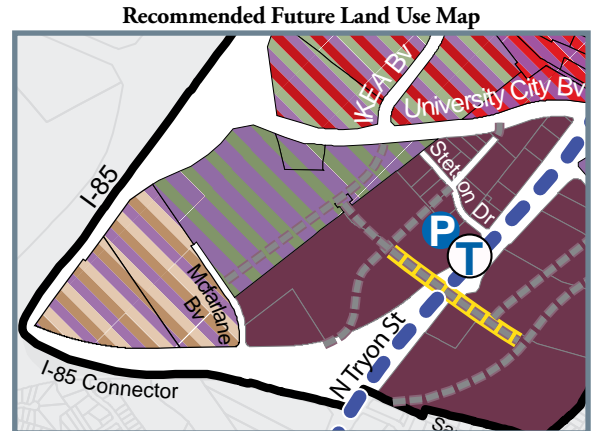 Recommended Future Land Use Map
IKEA Bv
University City Bv
I-85
Stetson Dr
P
T
Mcfarlane
Bv
N Tryon St
I-85 Connector